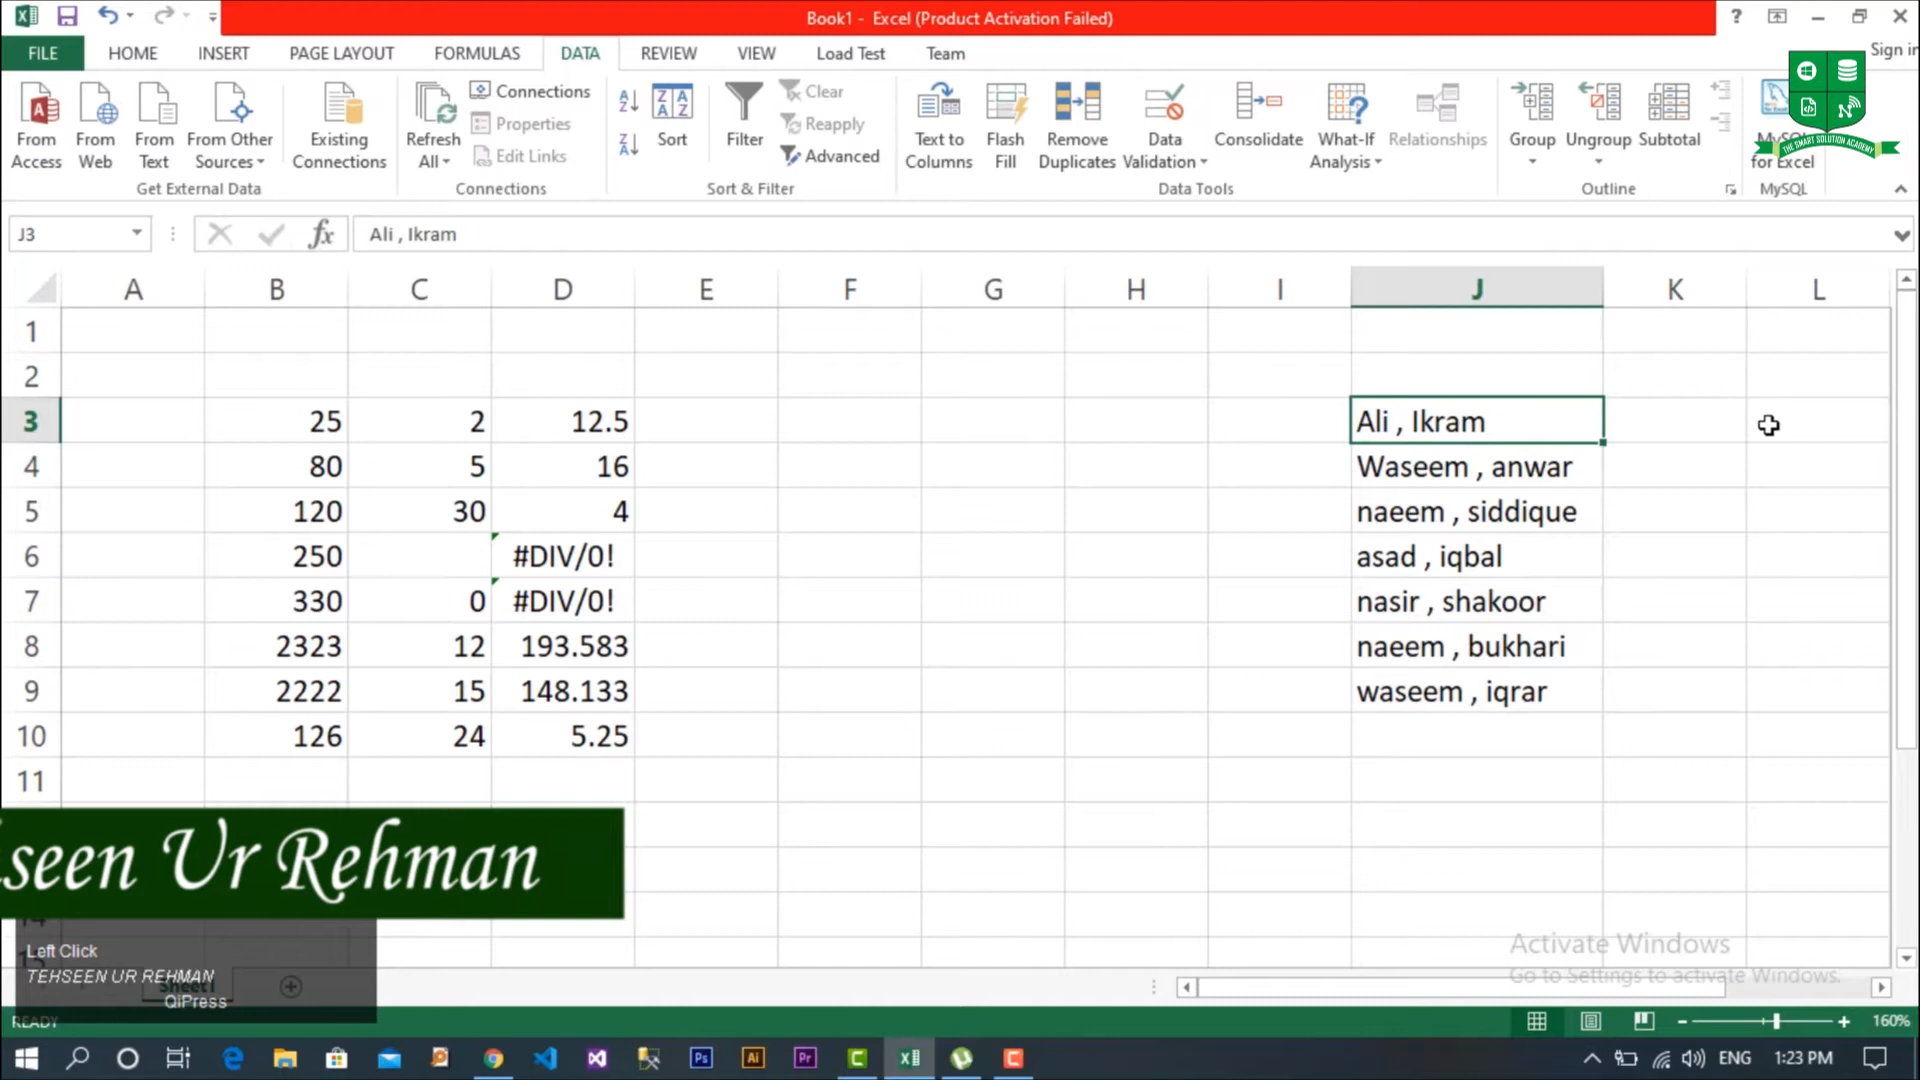 Book1 - Excel (Product Activation Failed)
FILE HOME INSERT PAGE LAYOUT FORMULAS DATA REVIEW VIEW Load Test Team Sign in
From Access
From Web
From Text
From Other Sources
Existing Connections
Get External Data
Refresh All
Connections
Properties
Edit Links
Connections
Sort
Filter
Clear
Reapply
Advanced
Sort & Filter
Text to Columns
Flash Fill
Remove Duplicates
Data Validation
Consolidate
What-If Analysis
Relationships
Data Tools
Group
Ungroup
Subtotal
Outline
MySQL for Excel
MySQL
THE SMART SOLUTION ACADEMY
J3 fx Ali , Ikram
A B C D E F G H I J K L
1
2
3 25 2 12.5 Ali , Ikram
4 80 5 16 Waseem , anwar
5 120 30 4 naeem , siddique
6 250 #DIV/0! asad , iqbal
7 330 0 #DIV/0! nasir , shakoor
8 2323 12 193.583 naeem , bukhari
9 2222 15 148.133 waseem , iqrar
10 126 24 5.25
11
seen Ur Rehman
Left Click
TEHSEEN UR REHMAN
QiPress
Sheet1
Activate Windows
Go to Settings to activate Windows.
READY
160%
ENG 1:23 PM